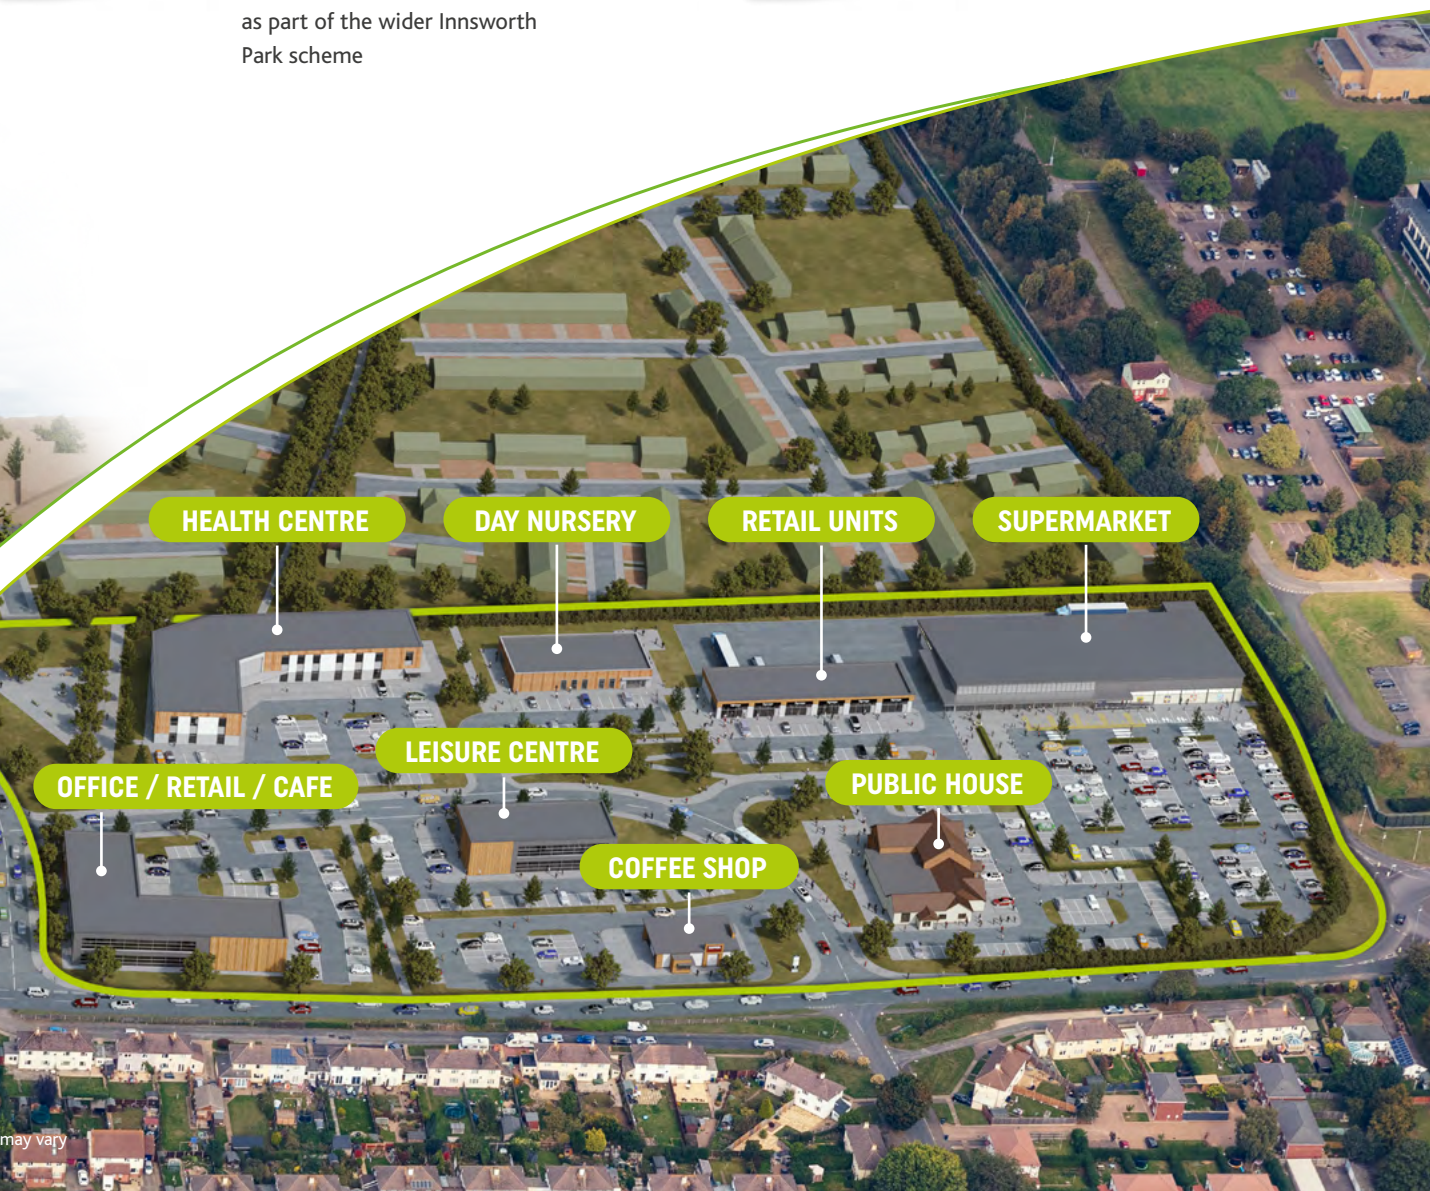 as part of the wider Innsworth
Park scheme
HEALTH CENTRE
DAY NURSERY
RETAIL UNITS
SUPERMARKET
LEISURE CENTRE
OFFICE / RETAIL / CAFE
PUBLIC HOUSE
COFFEE SHOP
may vary